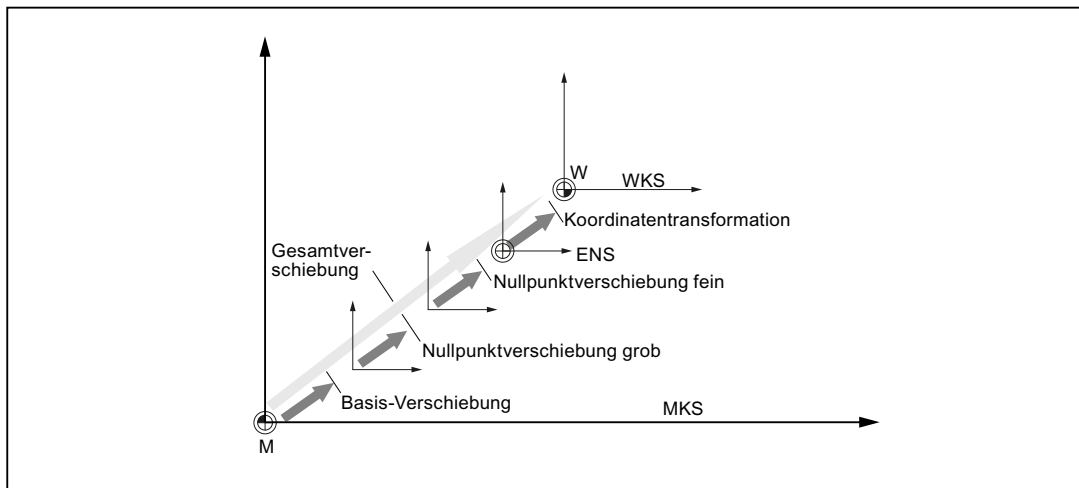 W
WKS
Koordinatentransformation
ENS
Gesamtver-
schiebung
Nullpunktverschiebung fein
Nullpunktverschiebung grob
Basis-Verschiebung
MKS
M